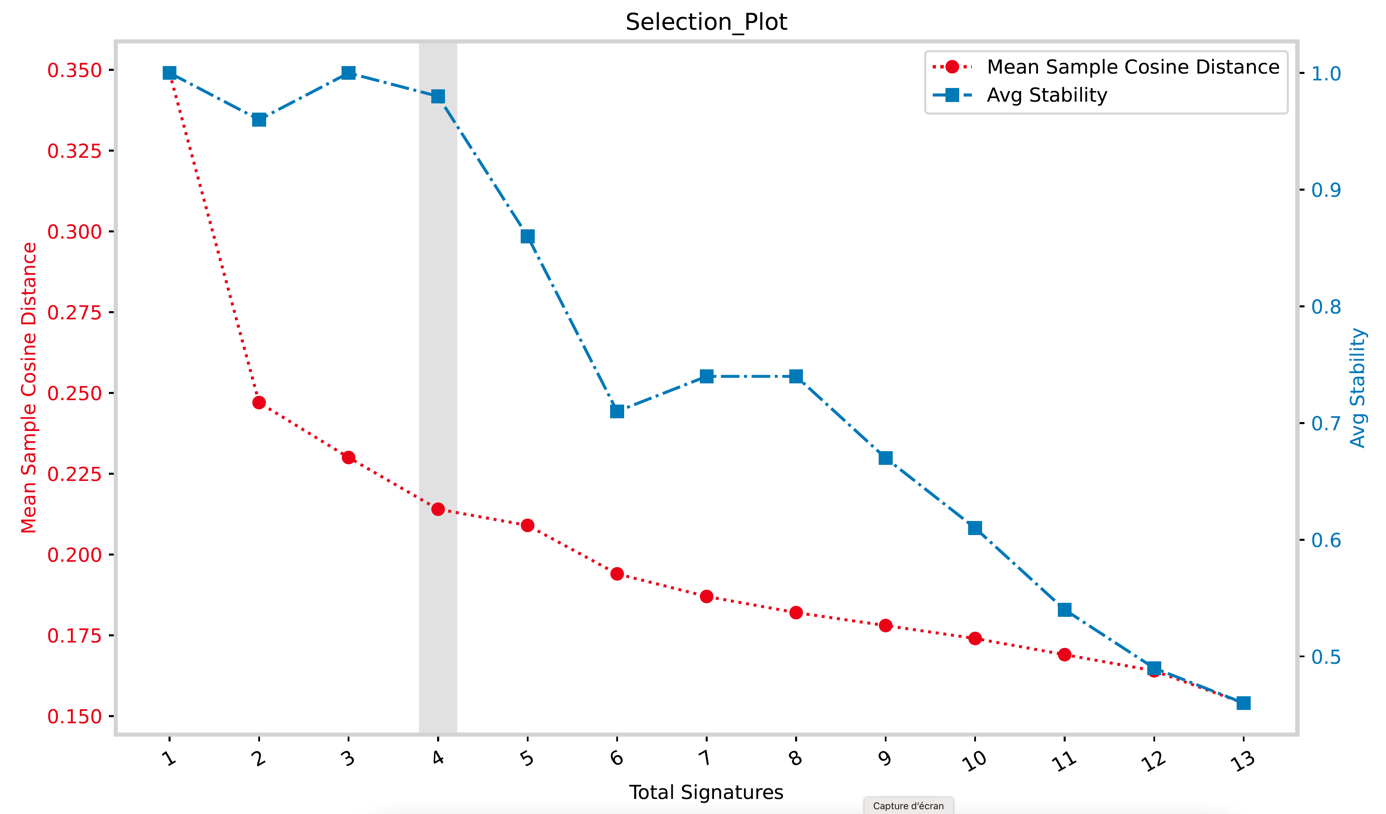 Selection_Plot
Mean Sample Cosine Distance
Avg Stability
0.350
0.325
0.300
0.275
0.250
0.225
0.200
0.175
0.150
Mean Sample Cosine Distance
1.0
0.9
0.8
0.7
0.6
0.5
Avg Stability
1 2 3 4 5 6 7 8 9 10 11 12 13
Total Signatures
Capture d'écran